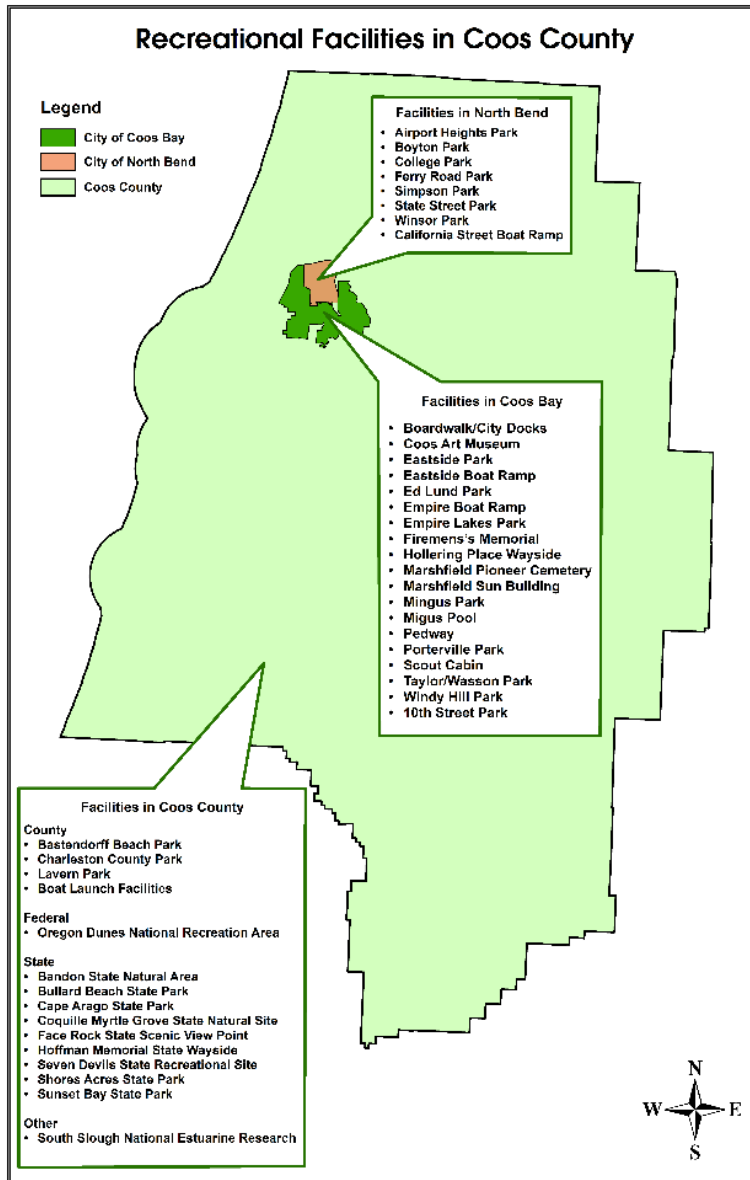 Recreational Facilities in Coos County
Legend
City of Coos Bay
City of North Bend
Coos County
Facilities in North Bend
• Airport Heights Park
• Boyton Park
• College Park
• Ferry Road Park
• Simpson Park
• State Street Park
• Winsor Park
• California Street Boat Ramp
Facilities in Coos Bay
• Boardwalk/City Docks
• Coos Art Museum
• Eastside Park
• Eastside Boat Ramp
• Ed Lund Park
• Empire Boat Ramp
• Empire Lakes Park
• Firemens's Memorial
• Hollering Place Wayside
• Marshfield Pioneer Cemetery
• Marshfield Sun Building
• Mingus Park
• Migus Pool
• Pedway
• Porterville Park
• Scout Cabin
• Taylor/Wasson Park
• Windy Hill Park
• 10th Street Park
Facilities in Coos County
County
• Bastendorff Beach Park
• Charleston County Park
• Lavern Park
• Boat Launch Facilities
Federal
• Oregon Dunes National Recreation Area
State
• Bandon State Natural Area
• Bullard Beach State Park
• Cape Arago State Park
• Coquille Myrtle Grove State Natural Site
• Face Rock State Scenic View Point
• Hoffman Memorial State Wayside
• Seven Devils State Recreational Site
• Shores Acres State Park
• Sunset Bay State Park
Other
• South Slough National Estuarine Research
N
W E
S